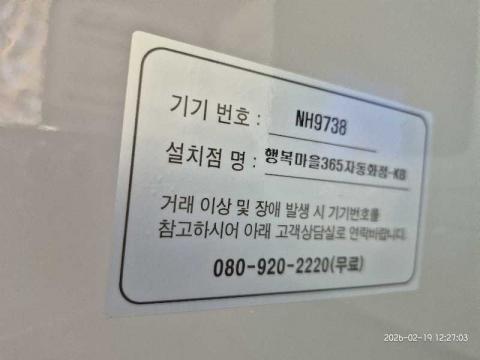 기기 번호 : NH9738
설치점 명 : 행복마을365자동화점-KB
거래 이상 및 장애 발생 시 기기번호를
참고하시어 아래 고객상담실로 연락바랍니다.
080-920-2220(무료)
2026-02-19 12:27:03